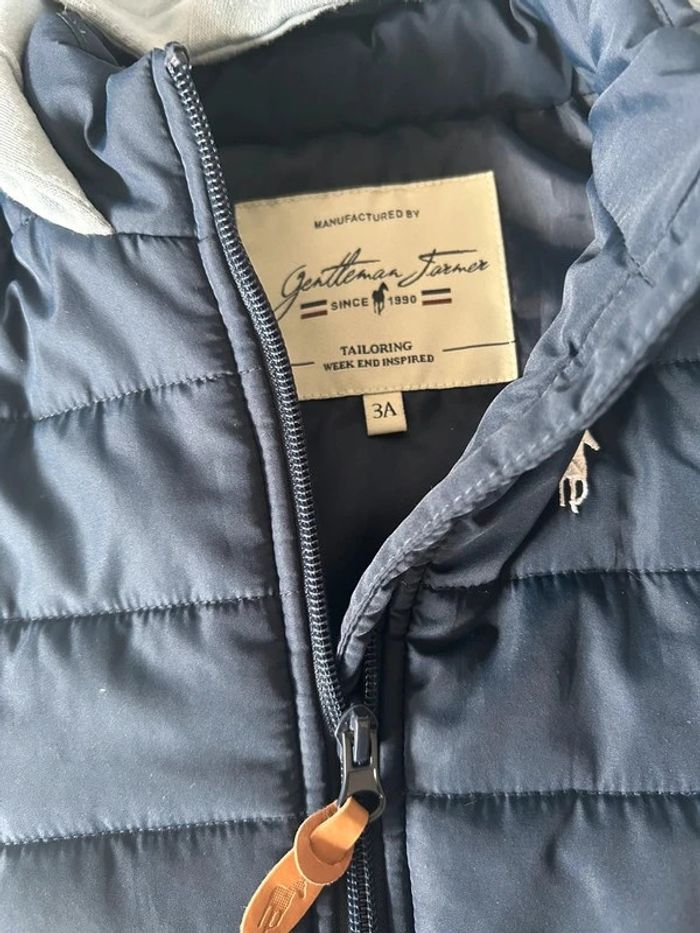 MANUFACTURED BY
Gentleman Farmer
SINCE 1990
TAILORING
WEEK END INSPIRED
3A